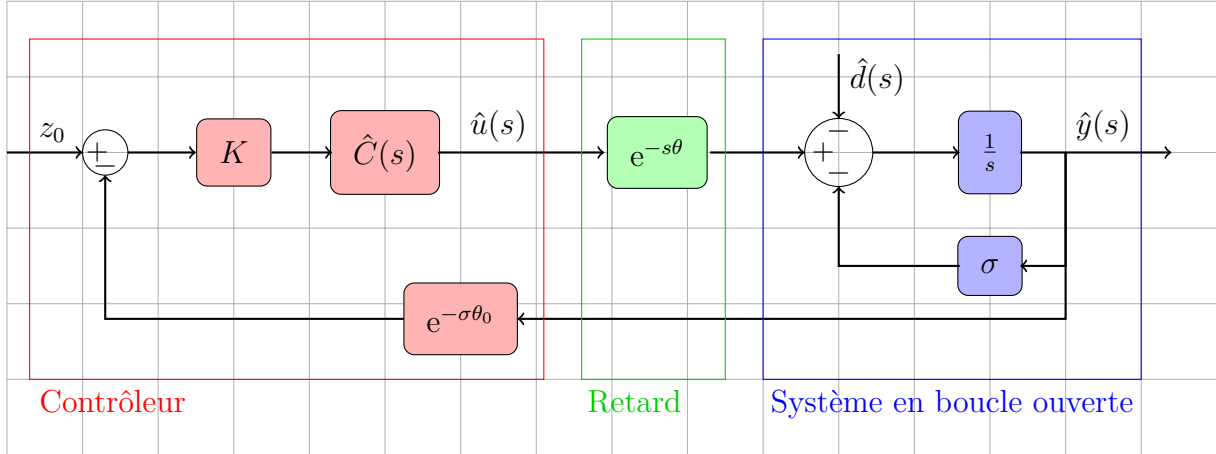 d̂(s)
z₀
+
−
K
Ĉ(s)
û(s)
e^{−sθ}
−
+
−
1/s
ŷ(s)
σ
e^{−σθ₀}
Contrôleur
Retard
Système en boucle ouverte